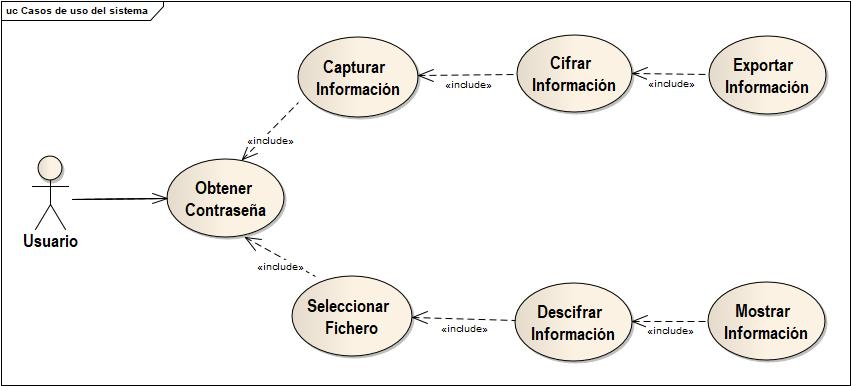 uc Casos de uso del sistema
Capturar
Información
Cifrar
Información
Exportar
Información
«include»
«include»
«include»
Obtener
Contraseña
Usuario
«include»
Seleccionar
Fichero
Descifrar
Información
Mostrar
Información
«include»
«include»